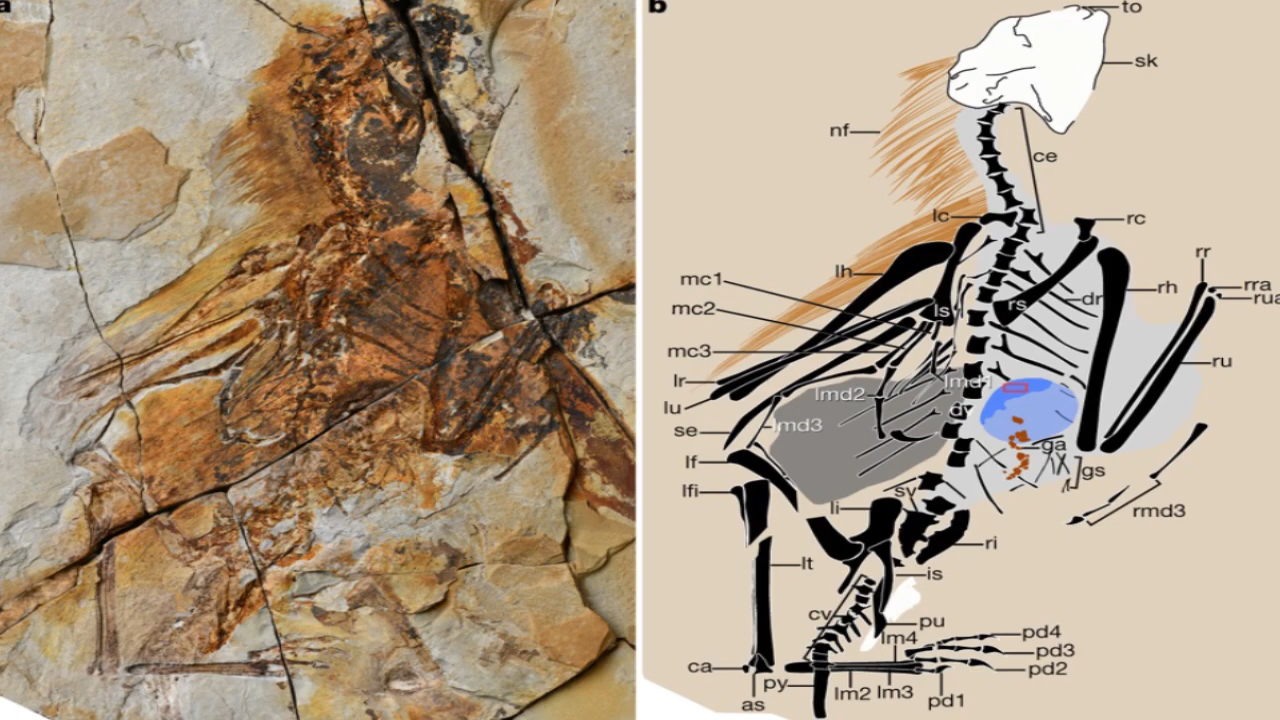 a
b
to
sk
nf
ce
lc
rc
lh
rr
mc1
rra
rs
dr
rh
rua
mc2
ls
mc3
ru
lr
lmd1
lmd2
lu
dv
lmd3
se
ga
lf
gs
lfi
sv
li
rmd3
ri
lt
is
cv
pu
lm4
pd4
pd3
ca
pd2
py
lm2
lm3
pd1
as